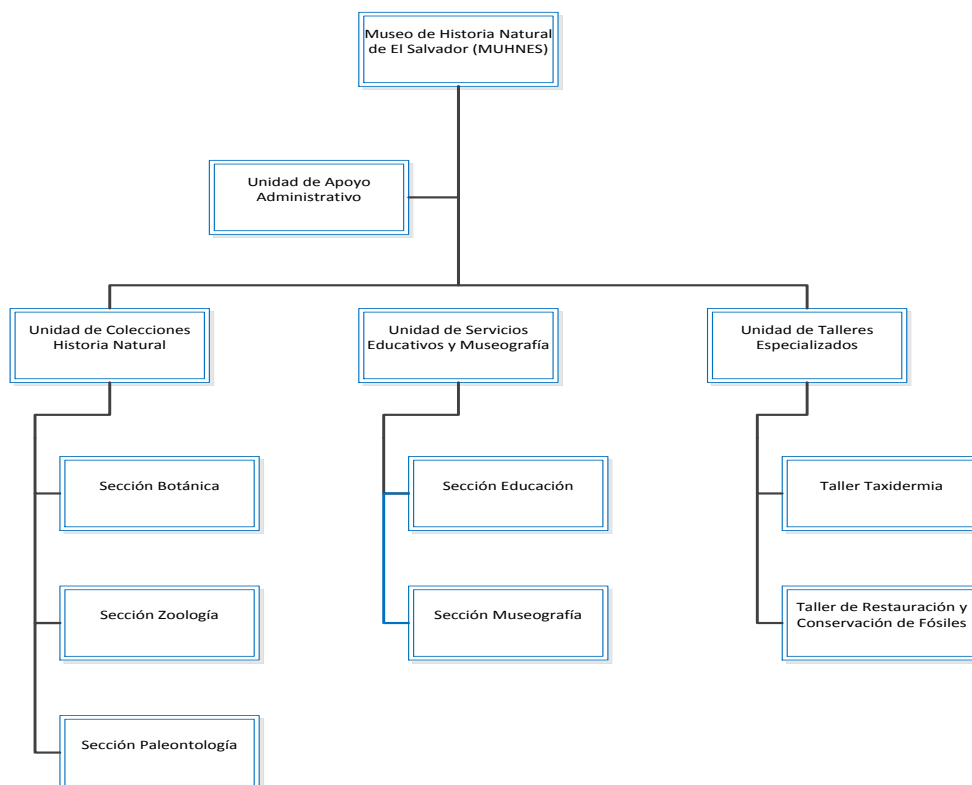 Museo de Historia Natural
de El Salvador (MUHNES)
Unidad de Apoyo
Administrativo
Unidad de Colecciones
Historia Natural
Unidad de Servicios
Educativos y Museografía
Unidad de Talleres
Especializados
Sección Botánica
Sección Educación
Taller Taxidermia
Sección Zoología
Sección Museografía
Taller de Restauración y
Conservación de Fósiles
Sección Paleontología